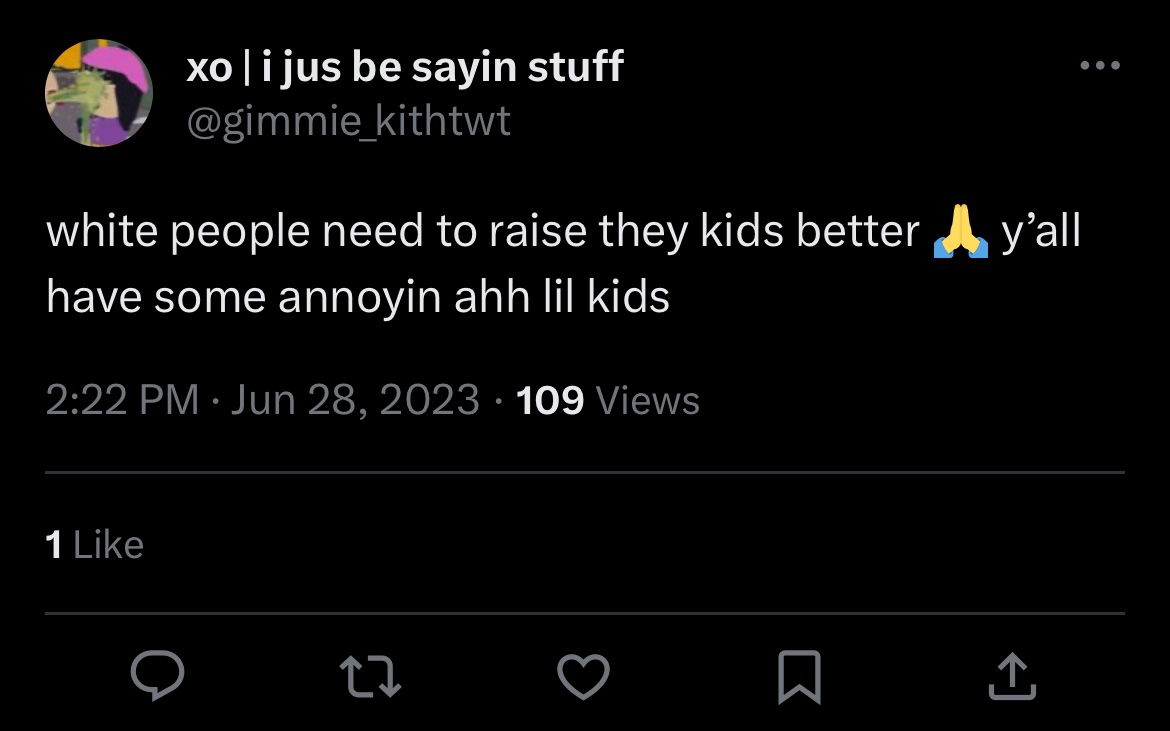 xo | i jus be sayin stuff
@gimmie_kithtwt
white people need to raise they kids better 🙏 y’all
have some annoyin ahh lil kids
2:22 PM · Jun 28, 2023 · 109 Views
1 Like